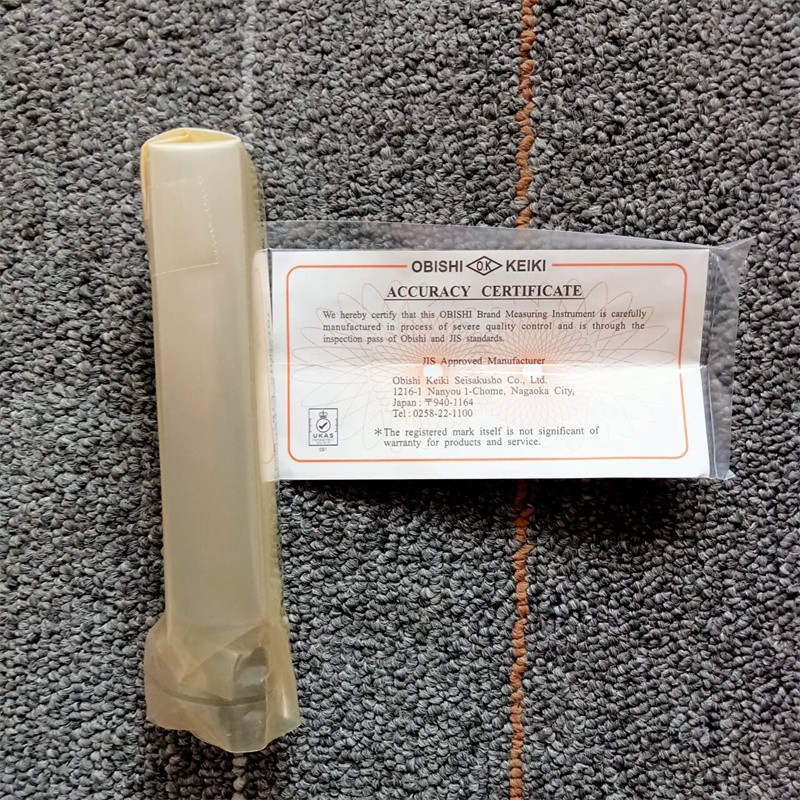 OBISHI OK KEIKI
ACCURACY CERTIFICATE
We hereby certify that this OBISHI Brand Measuring Instrument is carefully
manufactured in process of severe quality control and is through the
inspection pass of Obishi and JIS standards.
JIS Approved Manufacturer
Obishi Keiki Seisakusho Co., Ltd.
1216-1 Nanyou 1-Chome, Nagaoka City,
Japan : 〒940-1164
Tel : 0258-22-1100
UKAS
*The registered mark itself is not significant of
warranty for products and service.